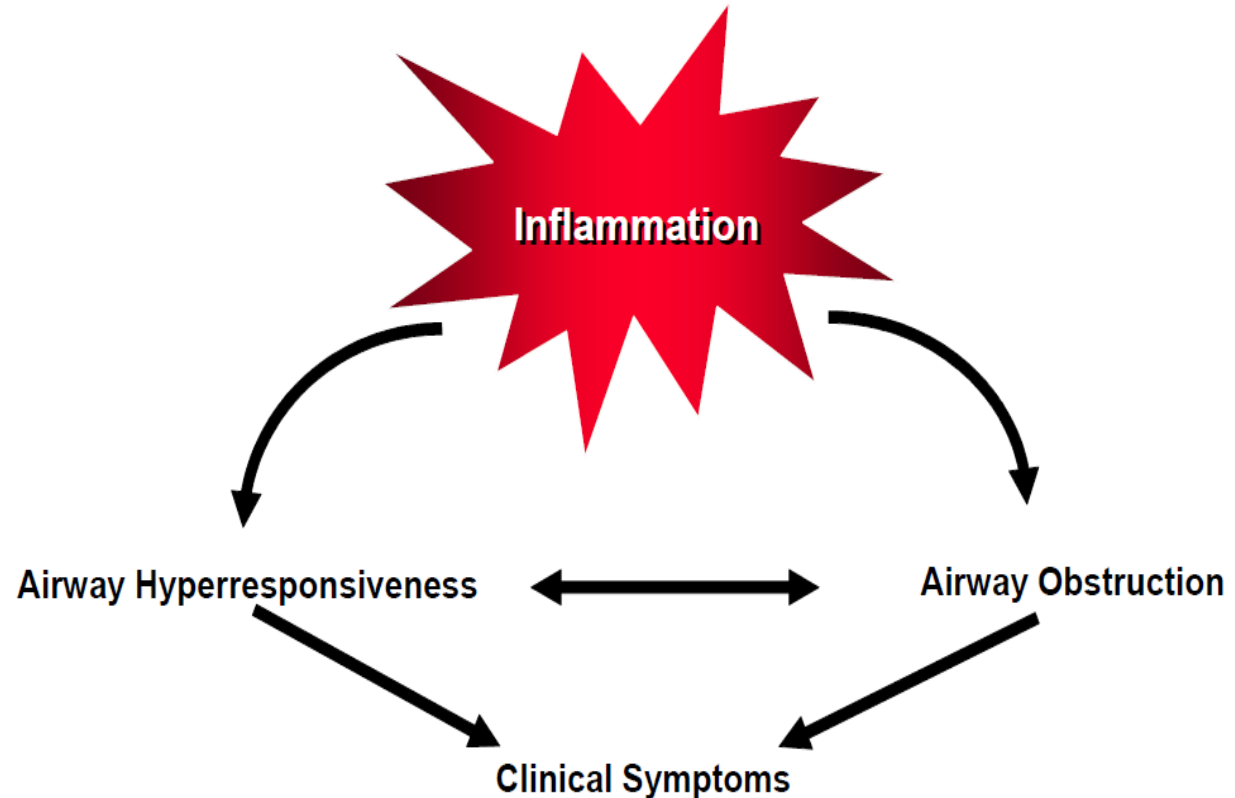 Inflammation
Airway Hyperresponsiveness
Airway Obstruction
Clinical Symptoms